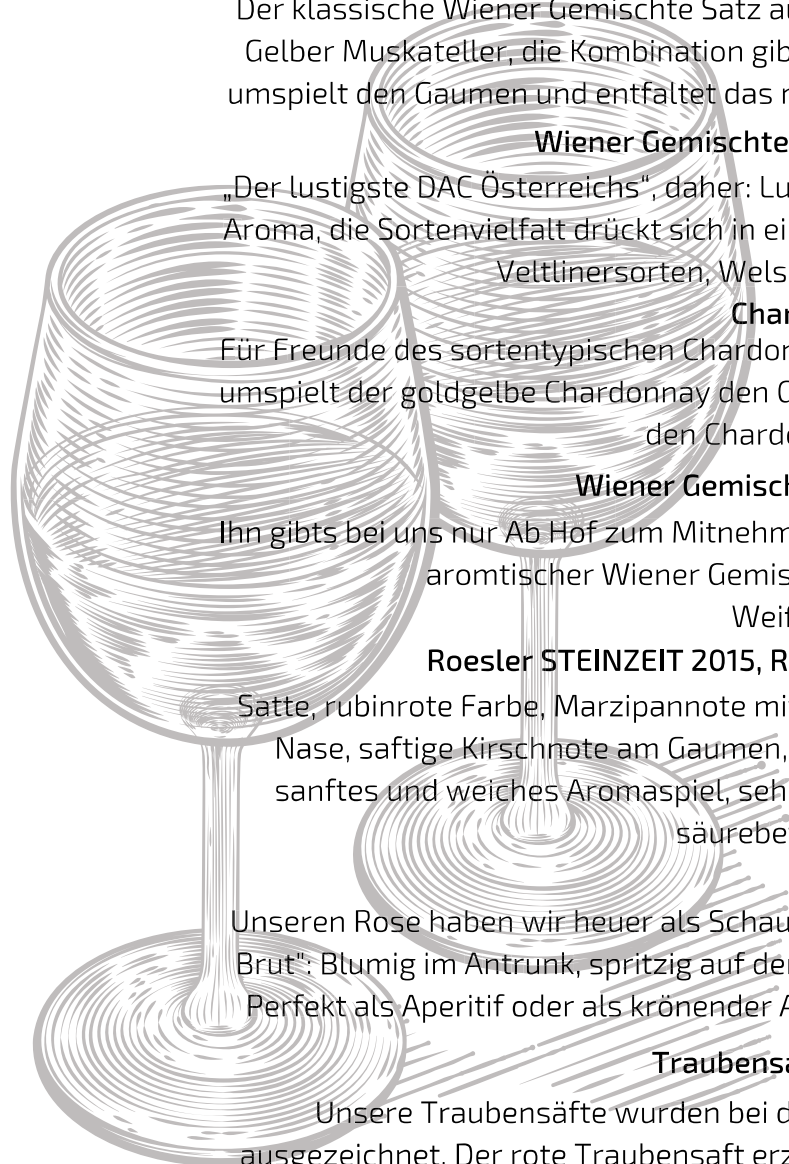 Der klassische Wiener Gemischte Satz au
Gelber Muskateller, die Kombination gib
umspielt den Gaumen und entfaltet das
Wiener Gemischte
„Der lustigste DAC Österreichs“, daher: Lu
Aroma, die Sortenvielfalt drückt sich in ei
Veltlinersorten, Wels
Char
Für Freunde des sortentypischen Chardon
umspielt der goldgelbe Chardonnay den
den Chard
Wiener Gemisch
Ihn gibts bei uns nur Ab Hof zum Mitnehm
aromtischer Wiener Gemis
Wei
Roesler STEINZEIT 2015, R
Satte, rubinrote Farbe, Marzipannote mi
Nase, saftige Kirschnote am Gaumen,
sanftes und weiches Aromaspiel, seh
säurebe
Unseren Rose haben wir heuer als Schau
Brut": Blumig im Antrunk, spritzig auf de
Perfekt als Aperitif oder als krönender A
Traubensa
Unsere Traubensäfte wurden bei d
ausgezeichnet. Der rote Traubensaft erz